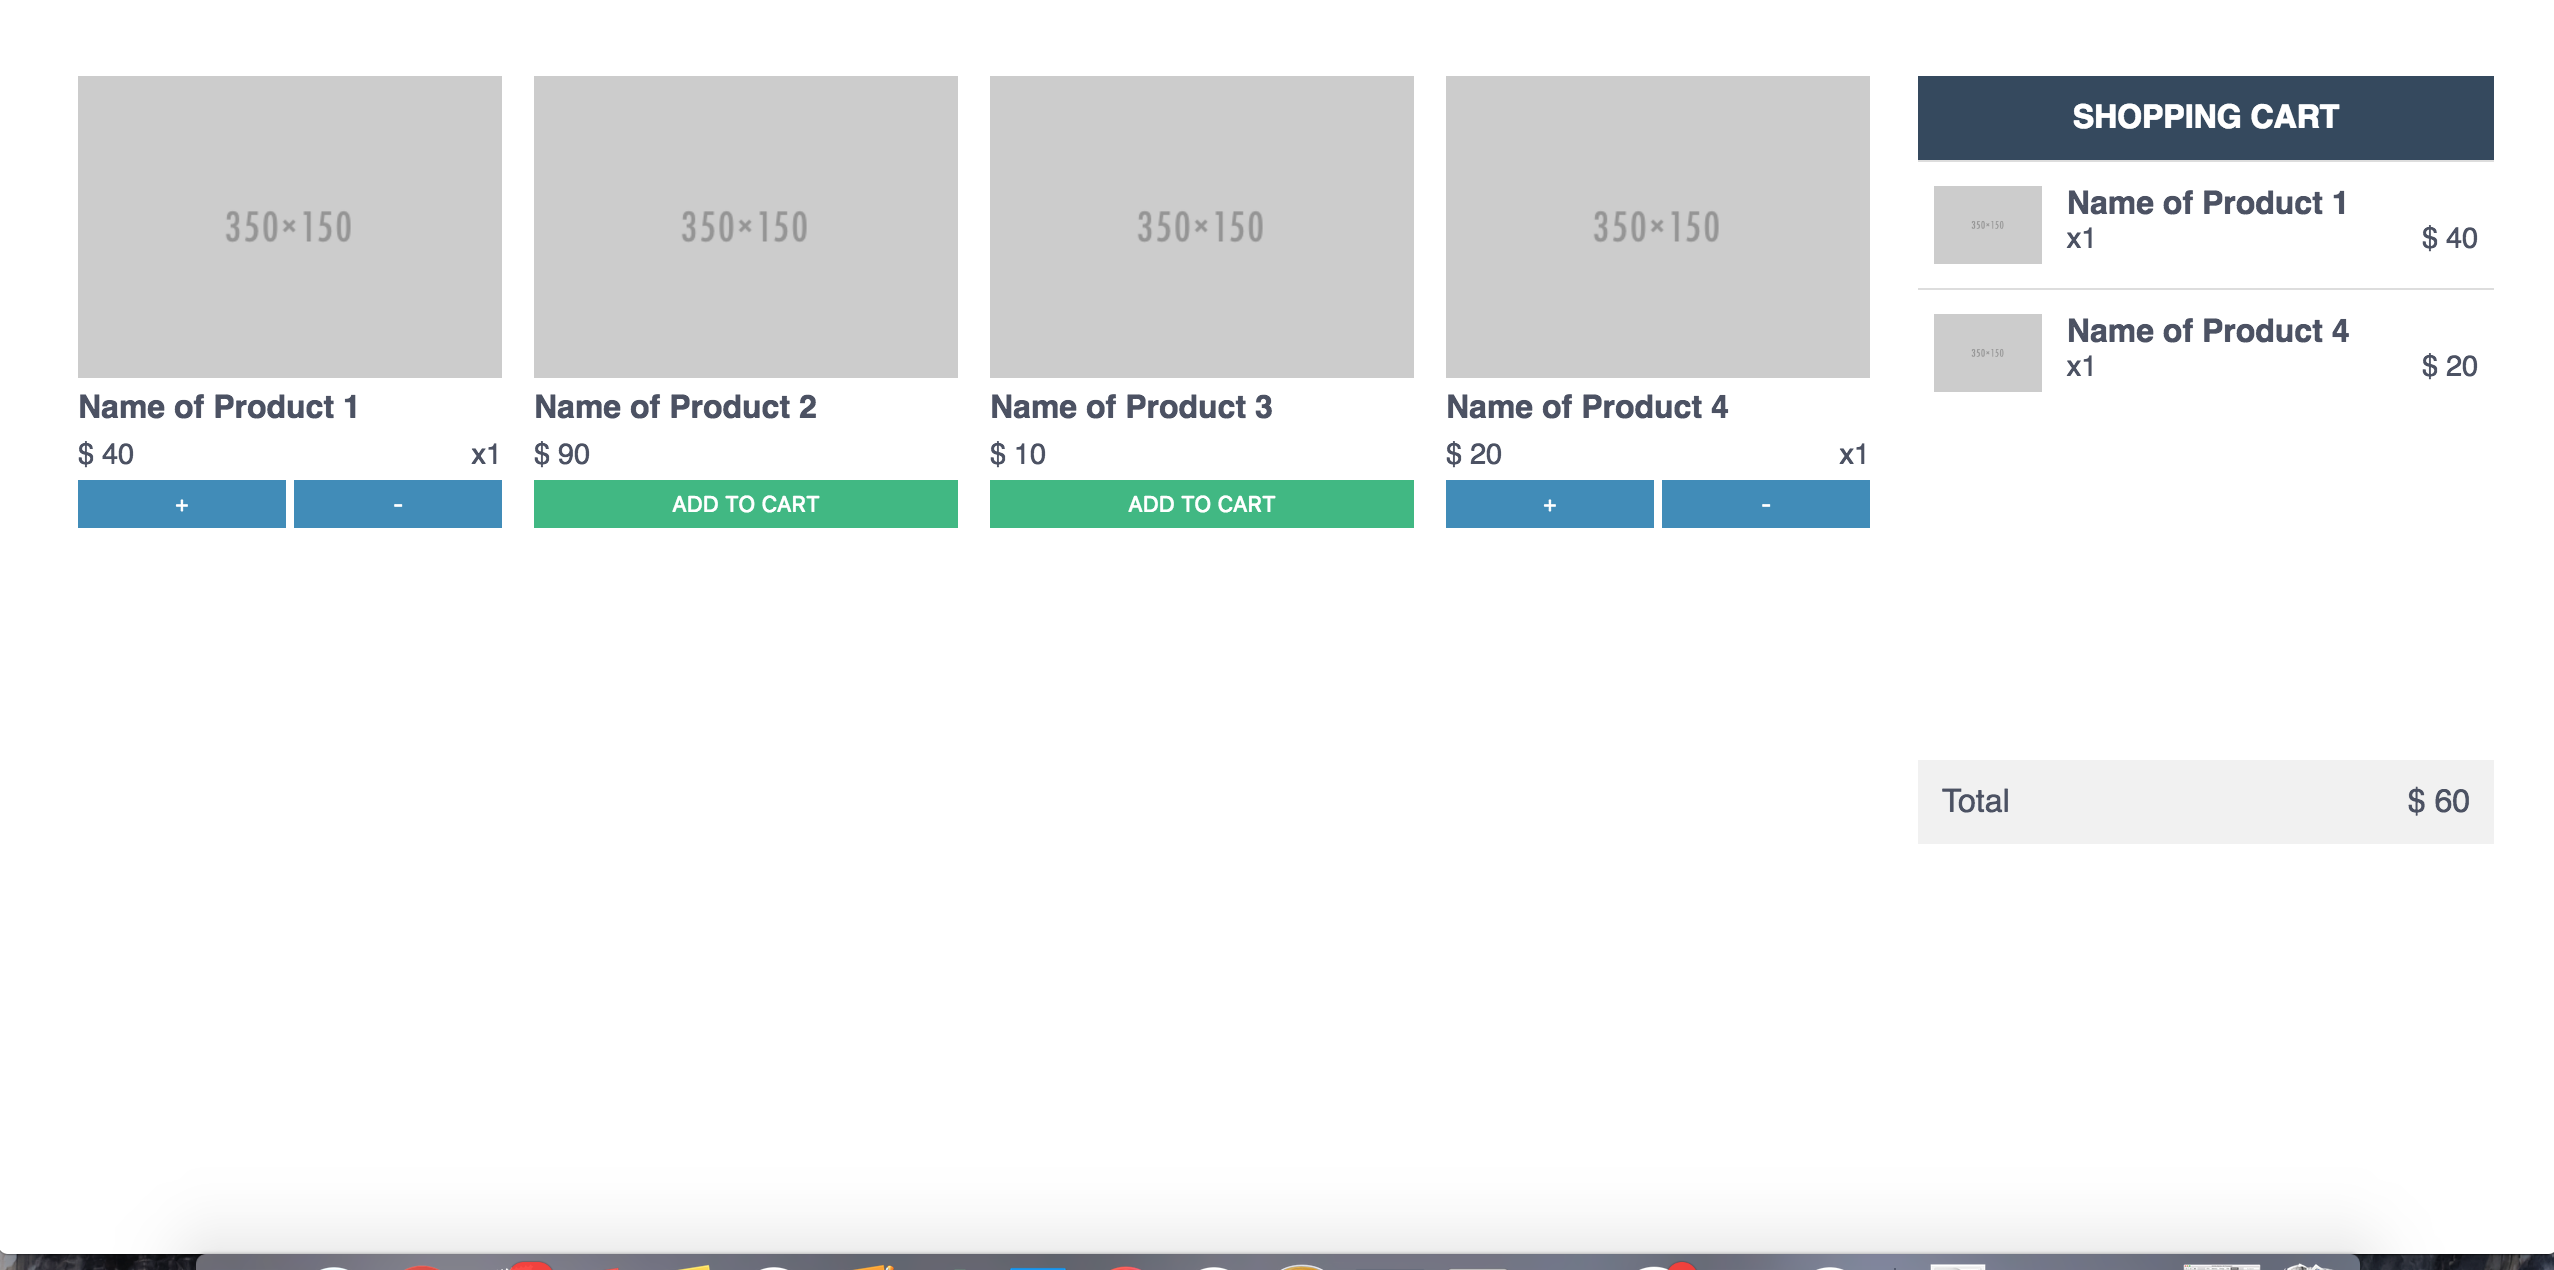 350×150
Name of Product 1
$ 40 x1
+ -
350×150
Name of Product 2
$ 90
ADD TO CART
350×150
Name of Product 3
$ 10
ADD TO CART
350×150
Name of Product 4
$ 20 x1
+ -
SHOPPING CART
350×150
Name of Product 1
x1 $ 40
350×150
Name of Product 4
x1 $ 20
Total $ 60